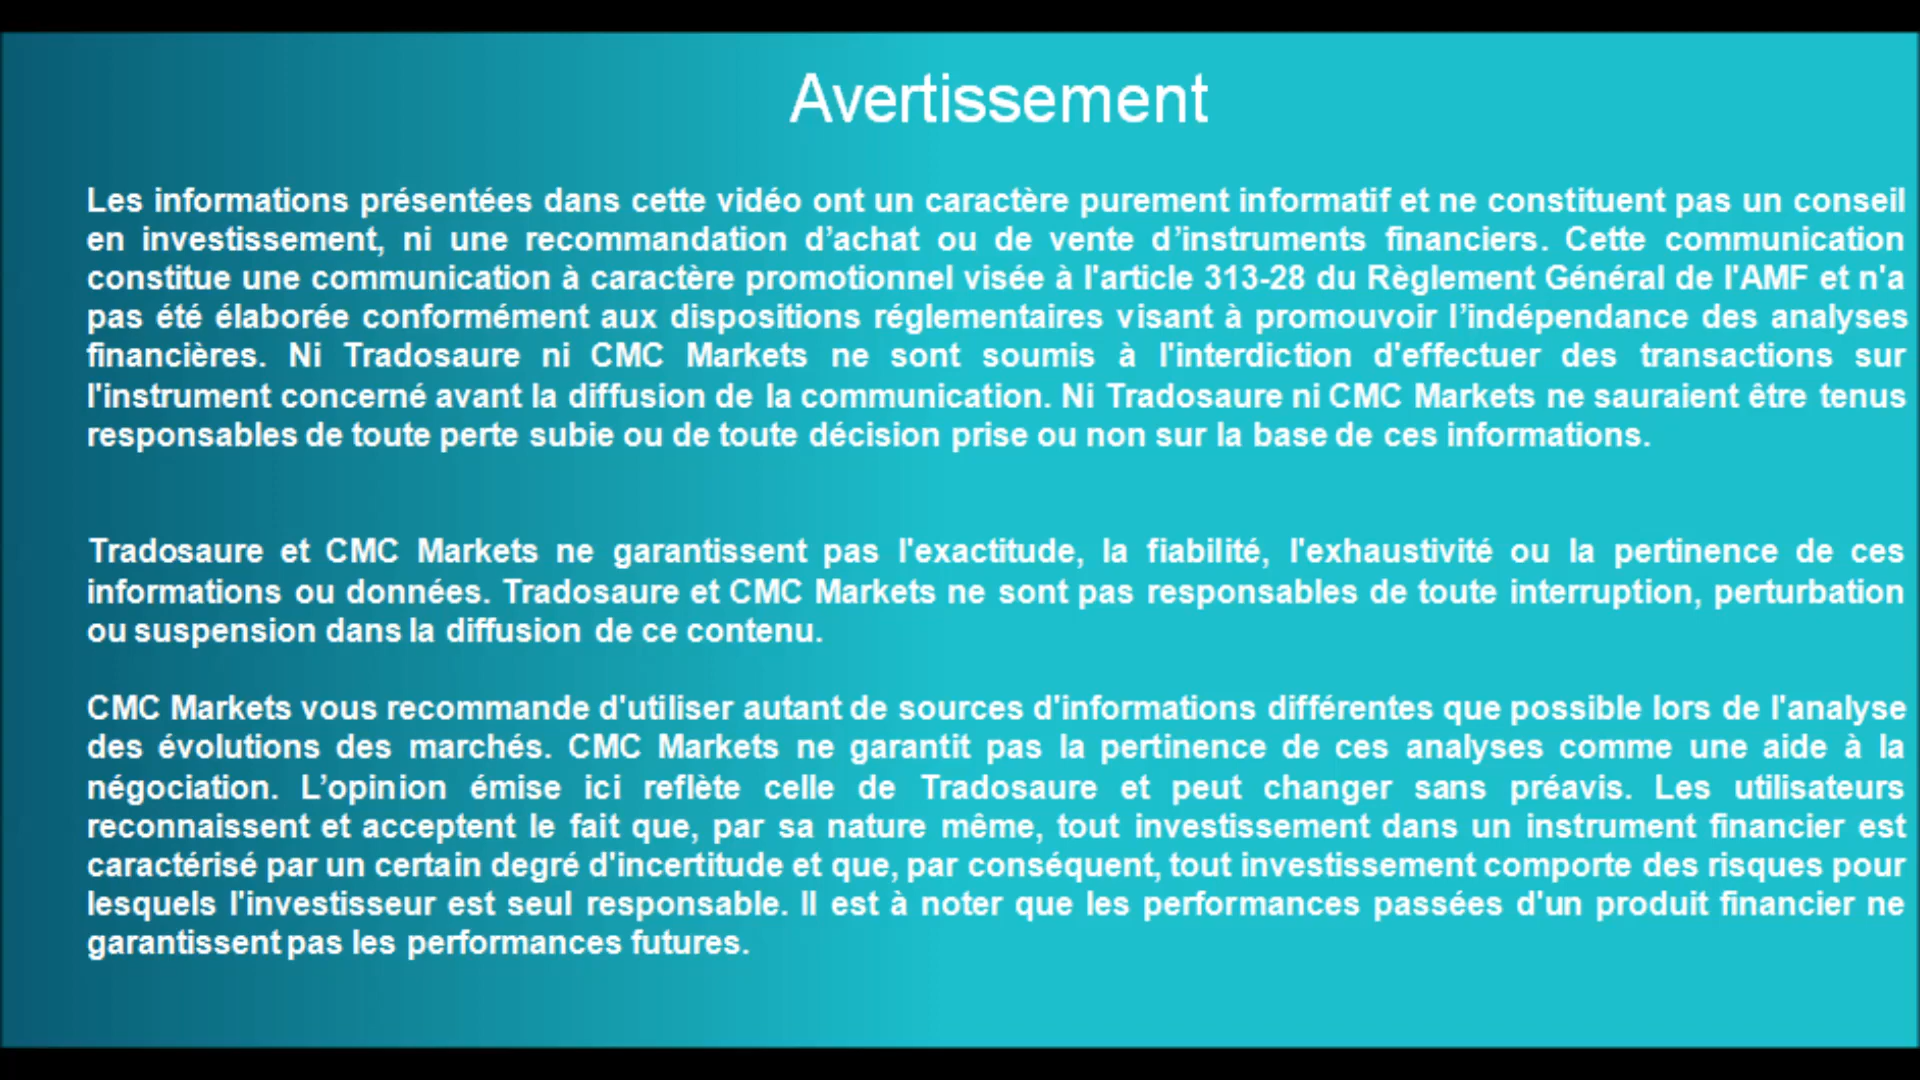 Avertissement
Les informations présentées dans cette vidéo ont un caractère purement informatif et ne constituent pas un conseil
en investissement, ni une recommandation d’achat ou de vente d’instruments financiers. Cette communication
constitue une communication à caractère promotionnel visée à l'article 313-28 du Règlement Général de l'AMF et n'a
pas été élaborée conformément aux dispositions réglementaires visant à promouvoir l’indépendance des analyses
financières. Ni Tradosaure ni CMC Markets ne sont soumis à l'interdiction d'effectuer des transactions sur
l'instrument concerné avant la diffusion de la communication. Ni Tradosaure ni CMC Markets ne sauraient être tenus
responsables de toute perte subie ou de toute décision prise ou non sur la base de ces informations.
Tradosaure et CMC Markets ne garantissent pas l'exactitude, la fiabilité, l'exhaustivité ou la pertinence de ces
informations ou données. Tradosaure et CMC Markets ne sont pas responsables de toute interruption, perturbation
ou suspension dans la diffusion de ce contenu.
CMC Markets vous recommande d'utiliser autant de sources d'informations différentes que possible lors de l'analyse
des évolutions des marchés. CMC Markets ne garantit pas la pertinence de ces analyses comme une aide à la
négociation. L’opinion émise ici reflète celle de Tradosaure et peut changer sans préavis. Les utilisateurs
reconnaissent et acceptent le fait que, par sa nature même, tout investissement dans un instrument financier est
caractérisé par un certain degré d'incertitude et que, par conséquent, tout investissement comporte des risques pour
lesquels l'investisseur est seul responsable. Il est à noter que les performances passées d'un produit financier ne
garantissent pas les performances futures.